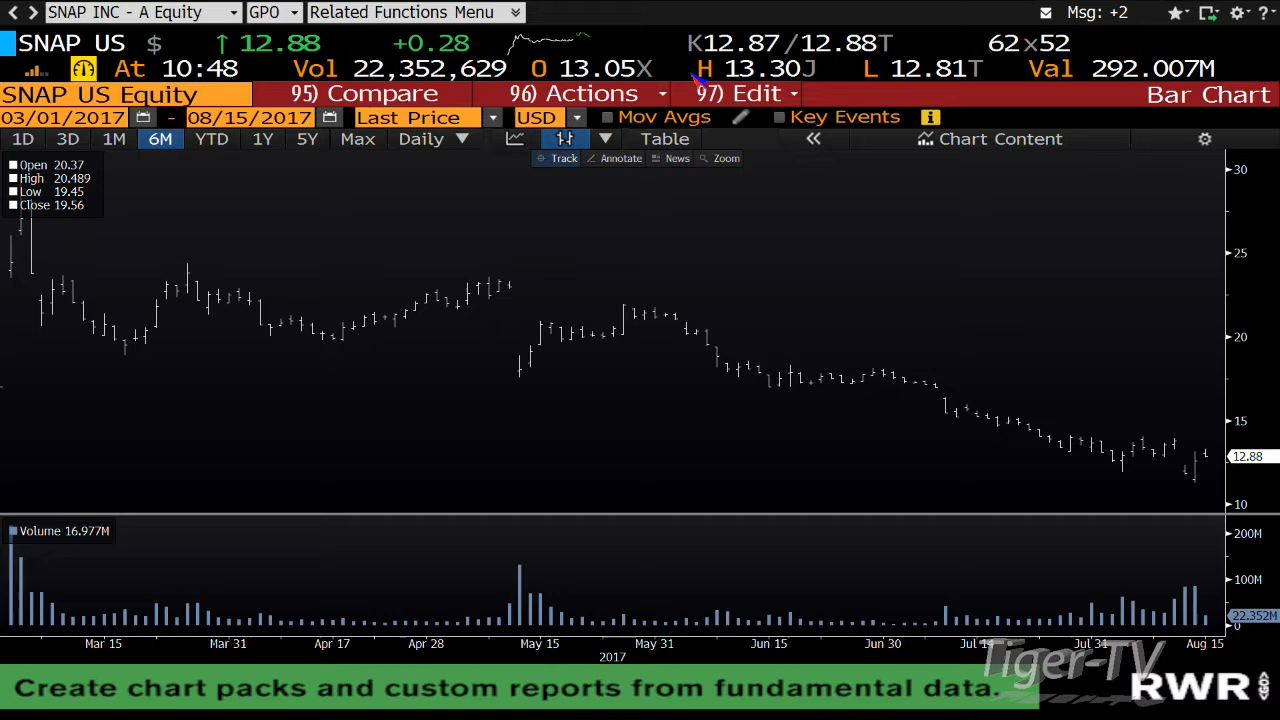 SNAP INC - A Equity GPO Related Functions Menu Msg: +2 ?
SNAP US $ ↑ 12.88 +0.28 K12.87 /12.88T 62x52
At 10:48 Vol 22,352,629 O 13.05X H 13.30J L 12.81T Val 292.007M
SNAP US Equity 95) Compare 96) Actions 97) Edit Bar Chart
03/01/2017 - 08/15/2017 Last Price USD Mov Avgs Key Events
1D 3D 1M 6M YTD 1Y 5Y Max Daily ▼ Table « Chart Content
Track Annotate News Zoom
Open 20.37
High 20.489
Low 19.45
Close 19.56
30
25
20
15
12.88
10
Volume 16.977M
200M
100M
22.352M
0
Mar 15 Mar 31 Apr 17 Apr 28 May 15 May 31 Jun 15 Jun 30 Jul 14 Jul 31 Aug 15
2017
Tiger-TV
Create chart packs and custom reports from fundamental data. RWR <GO>